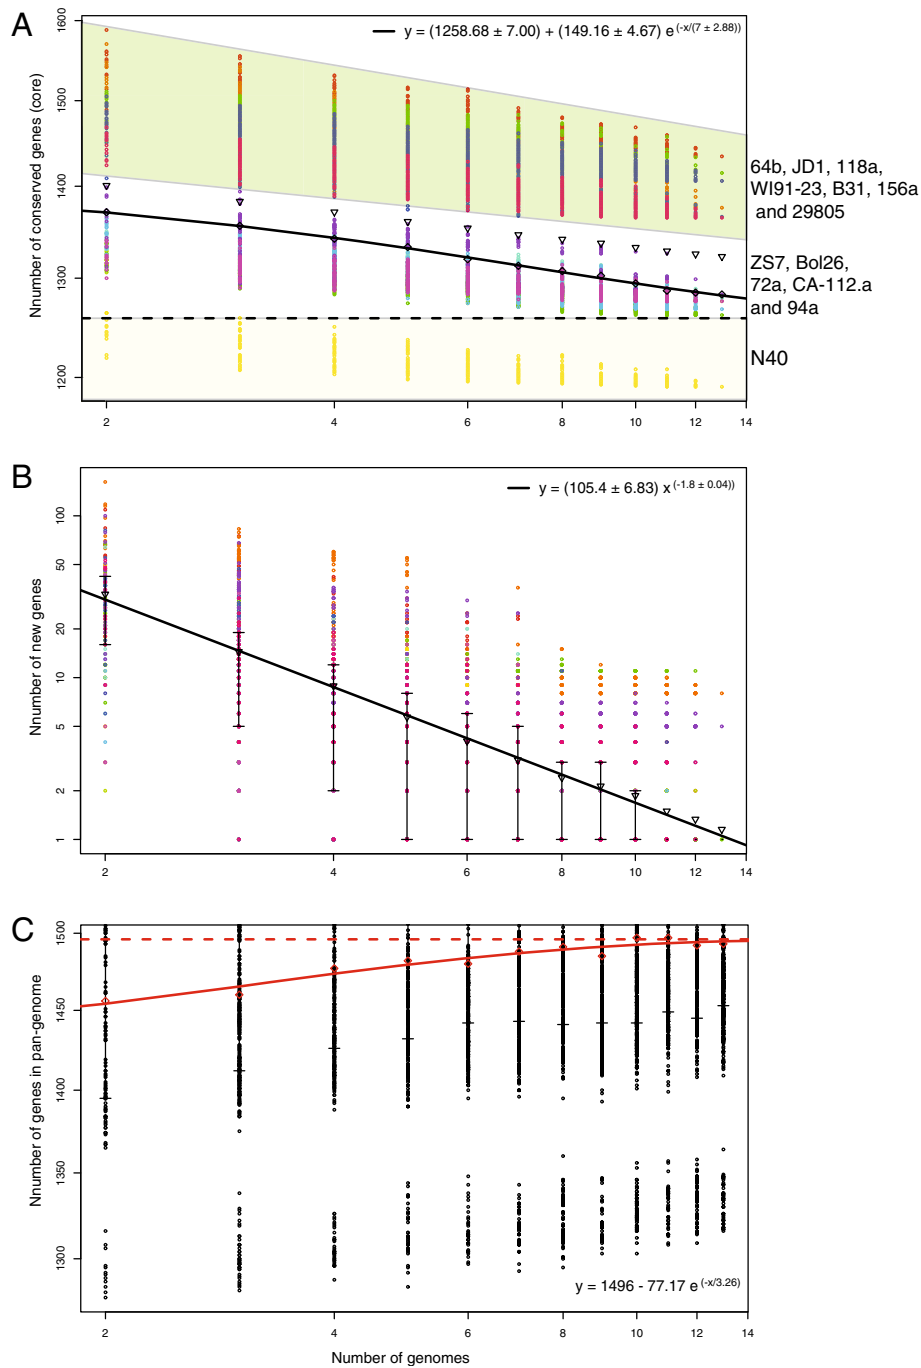 A
y = (1258.68 ± 7.00) + (149.16 ± 4.67) e^(-x/(7 ± 2.88))
Nhumber of conserved genes (core)
1600
1500
1400
1300
1200
64b, JD1, 118a,
WI91-23, B31, 156a
and 29805
ZS7, Bol26,
72a, CA-112.a
and 94a
N40
2 4 6 8 10 12 14
B
y = (105.4 ± 6.83) x^(-1.8 ± 0.04))
Nhumber of new genes
100
50
20
10
5
2
1
2 4 6 8 10 12 14
C
Nhumber of genes in pan-genome
1500
1450
1400
1350
1300
y = 1496 - 77.17 e^(-x/3.26)
2 4 6 8 10 12 14
Number of genomes